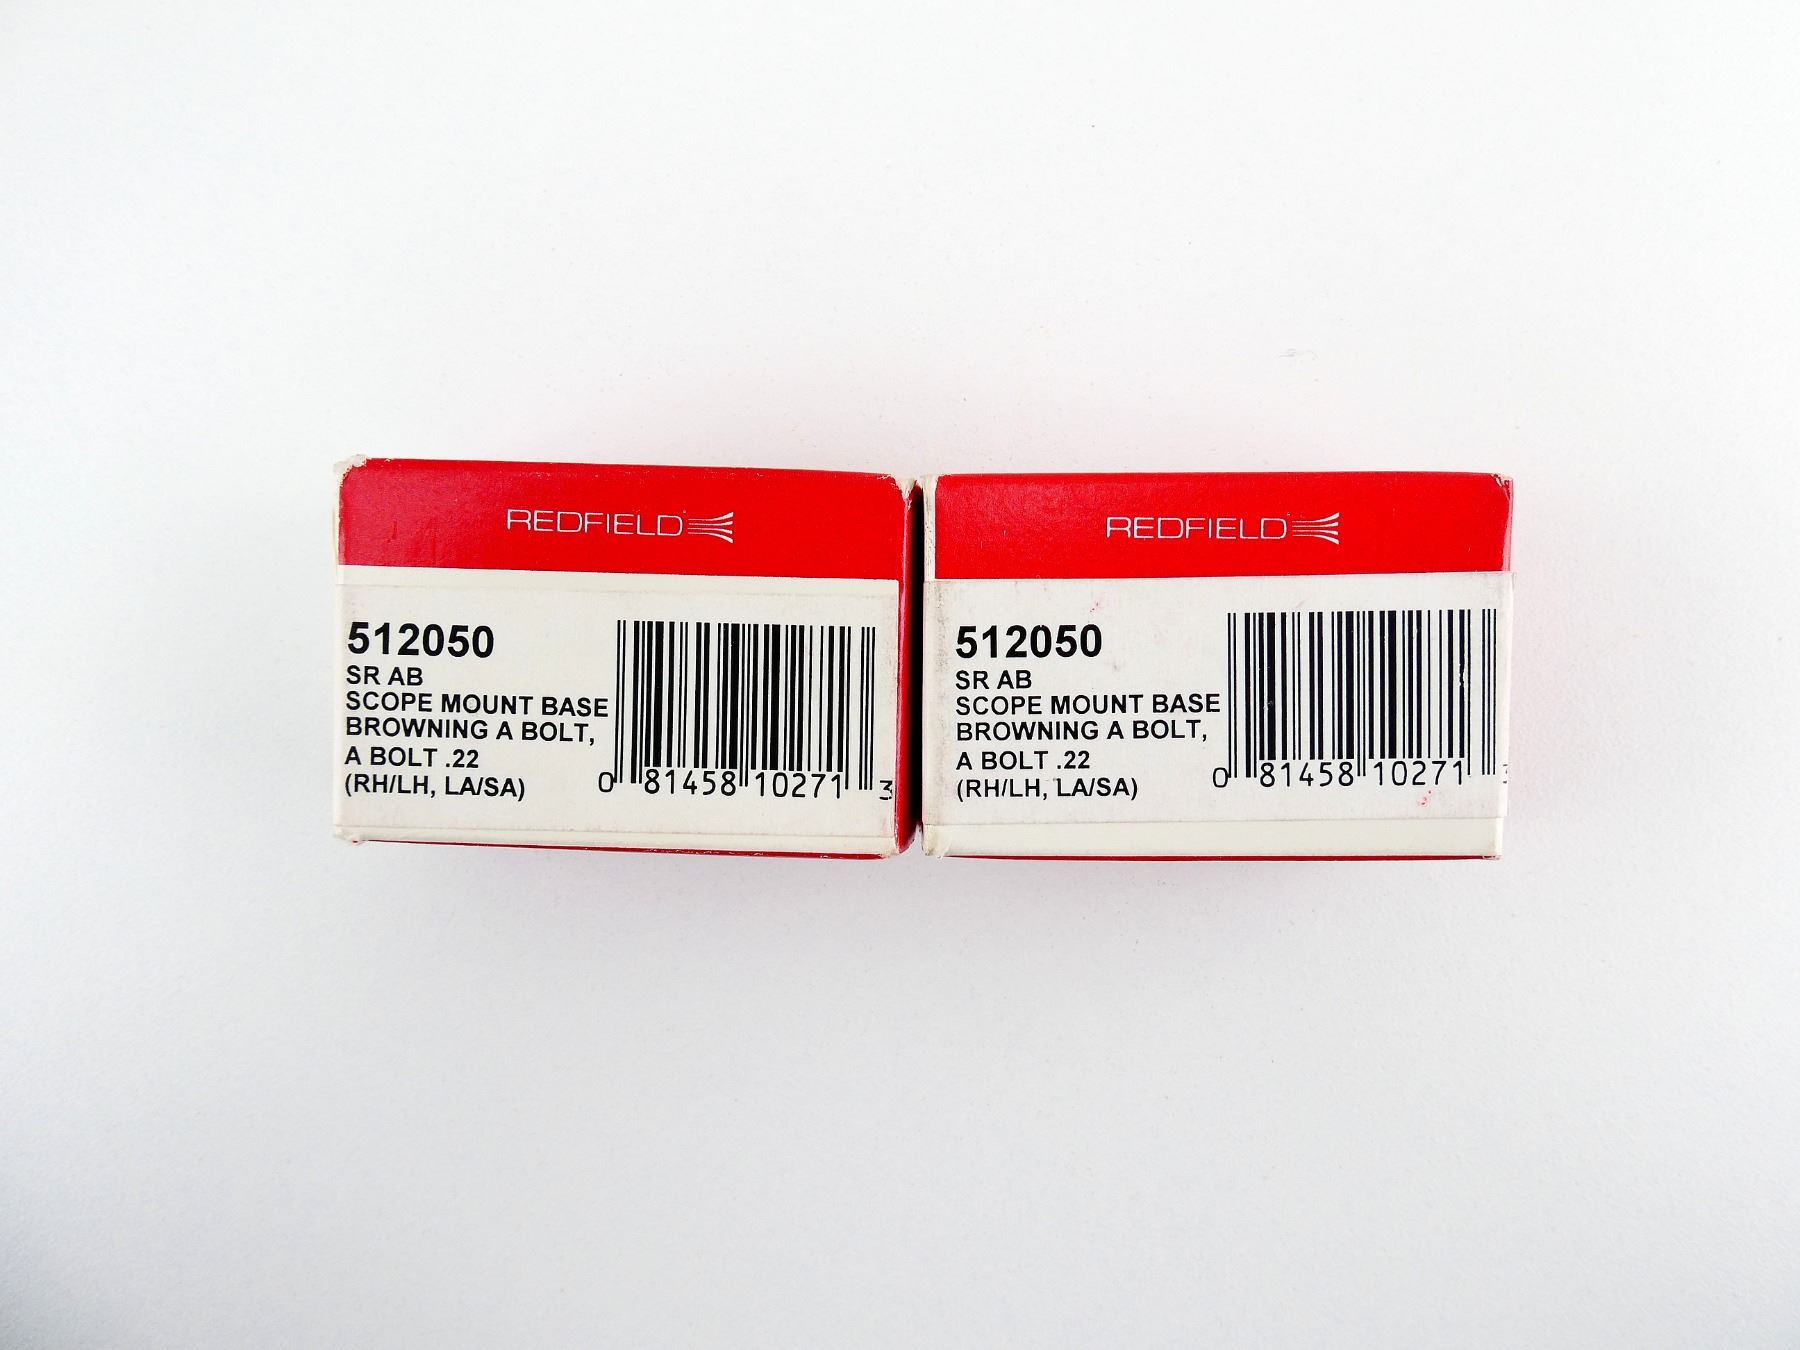 REDFIELD
512050
SR AB
SCOPE MOUNT BASE
BROWNING A BOLT,
A BOLT .22
(RH/LH, LA/SA)
0 81458 10271 3
REDFIELD
512050
SR AB
SCOPE MOUNT BASE
BROWNING A BOLT,
A BOLT .22
(RH/LH, LA/SA)
0 81458 10271